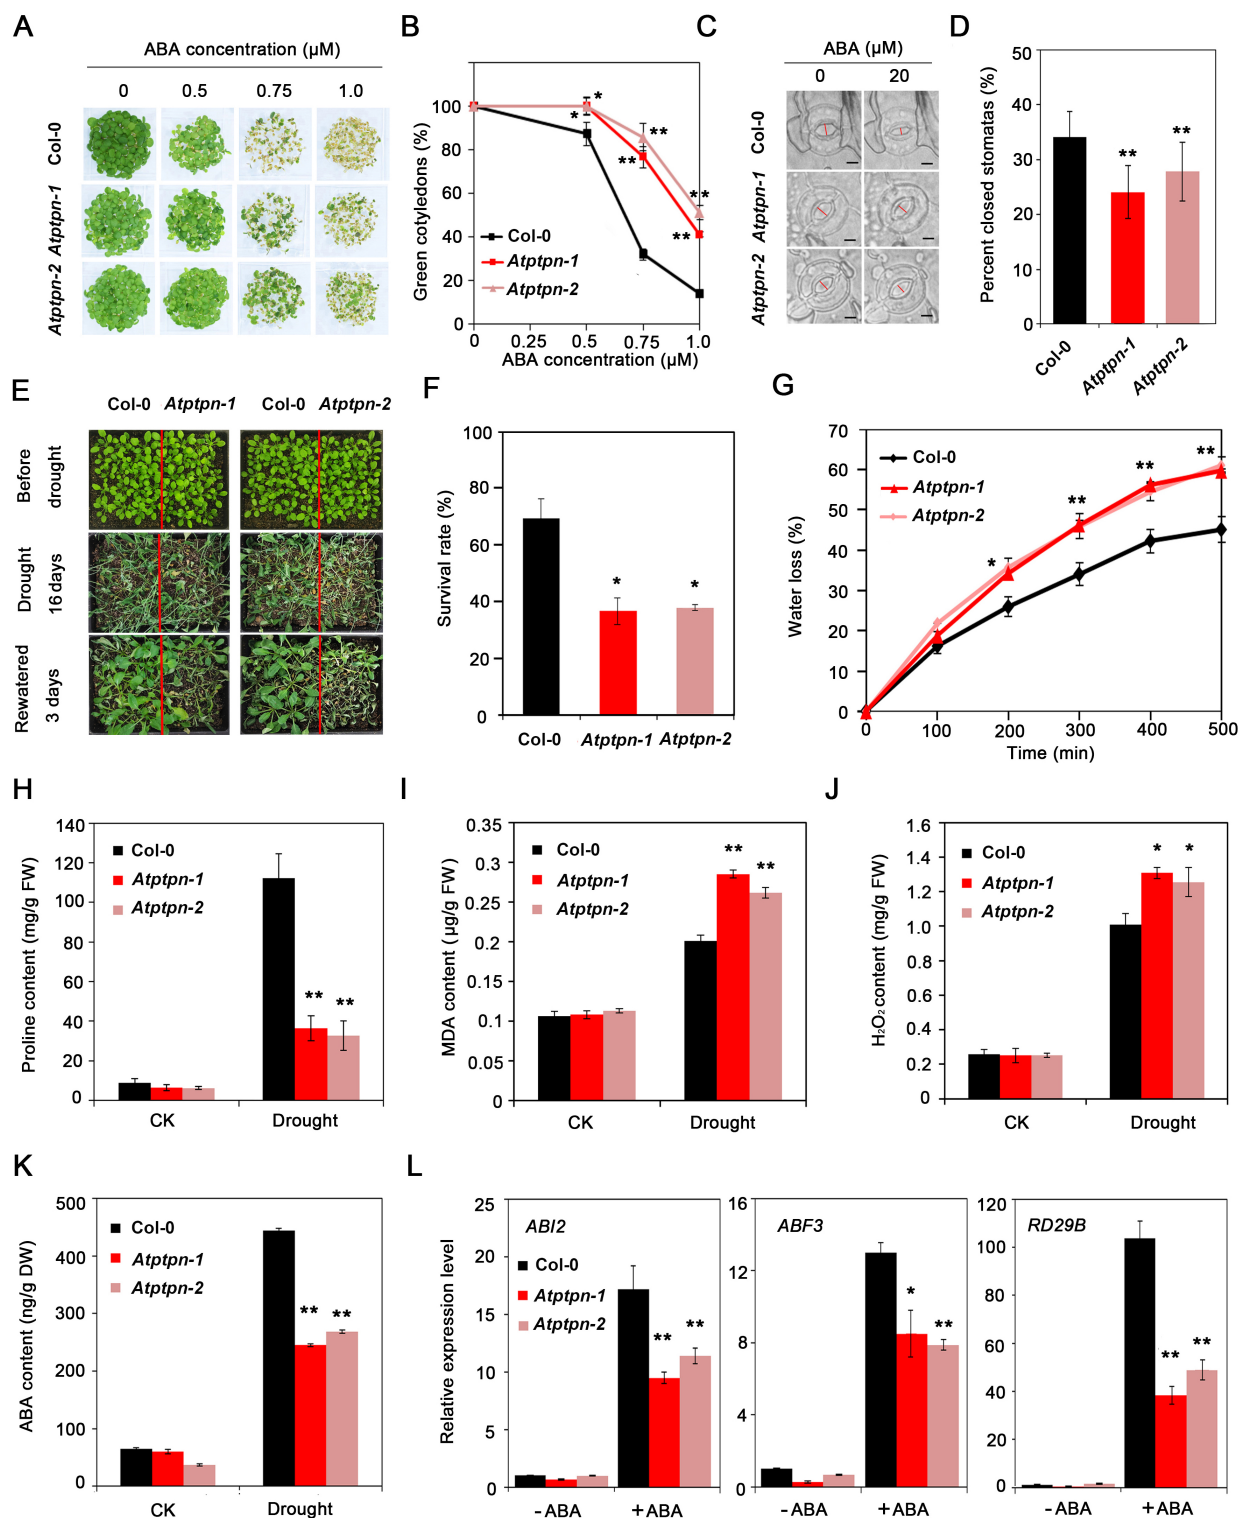 A
ABA concentration (µM)
0 0.5 0.75 1.0
Col-0
Atptpn-1
Atptpn-2
B
Green cotyledons (%)
100
80
60
40
20
0
* * ** ** ** **
Col-0
Atptpn-1
Atptpn-2
0 0.25 0.5 0.75 1.0
ABA concentration (µM)
C
ABA (µM)
0 20
Col-0
Atptpn-1
Atptpn-2
D
Percent closed stomatas (%)
50
40
30
20
10
0
** **
Col-0
Atptpn-1
Atptpn-2
E
Col-0 Atptpn-1 Col-0 Atptpn-2
Before
drought
Drought
16 days
Rewatered
3 days
F
Survival rate (%)
100
80
60
40
20
0
* *
Col-0 Atptpn-1 Atptpn-2
G
Water loss (%)
70
60
50
40
30
20
10
0
Col-0
Atptpn-1
Atptpn-2
* ** ** **
100 200 300 400 500
Time (min)
H
Proline content (mg/g FW)
140
120
100
80
60
40
20
0
Col-0
Atptpn-1
Atptpn-2
** **
CK Drought
I
MDA content (µg/g FW)
0.35
0.3
0.25
0.2
0.15
0.1
0.05
0
Col-0
Atptpn-1
Atptpn-2
** **
CK Drought
J
H₂O₂ content (mg/g FW)
1.6
1.4
1.2
1.0
0.8
0.6
0.4
0.2
0
Col-0
Atptpn-1
Atptpn-2
* *
CK Drought
K
ABA content (ng/g DW)
500
400
300
200
100
0
Col-0
Atptpn-1
Atptpn-2
** **
CK Drought
L
Relative expression level
25
20
15
10
5
0
ABI2
Col-0
Atptpn-1
Atptpn-2
** **
-ABA +ABA
16
12
8
4
0
ABF3
* **
-ABA +ABA
120
100
80
60
40
20
0
RD29B
** **
-ABA +ABA